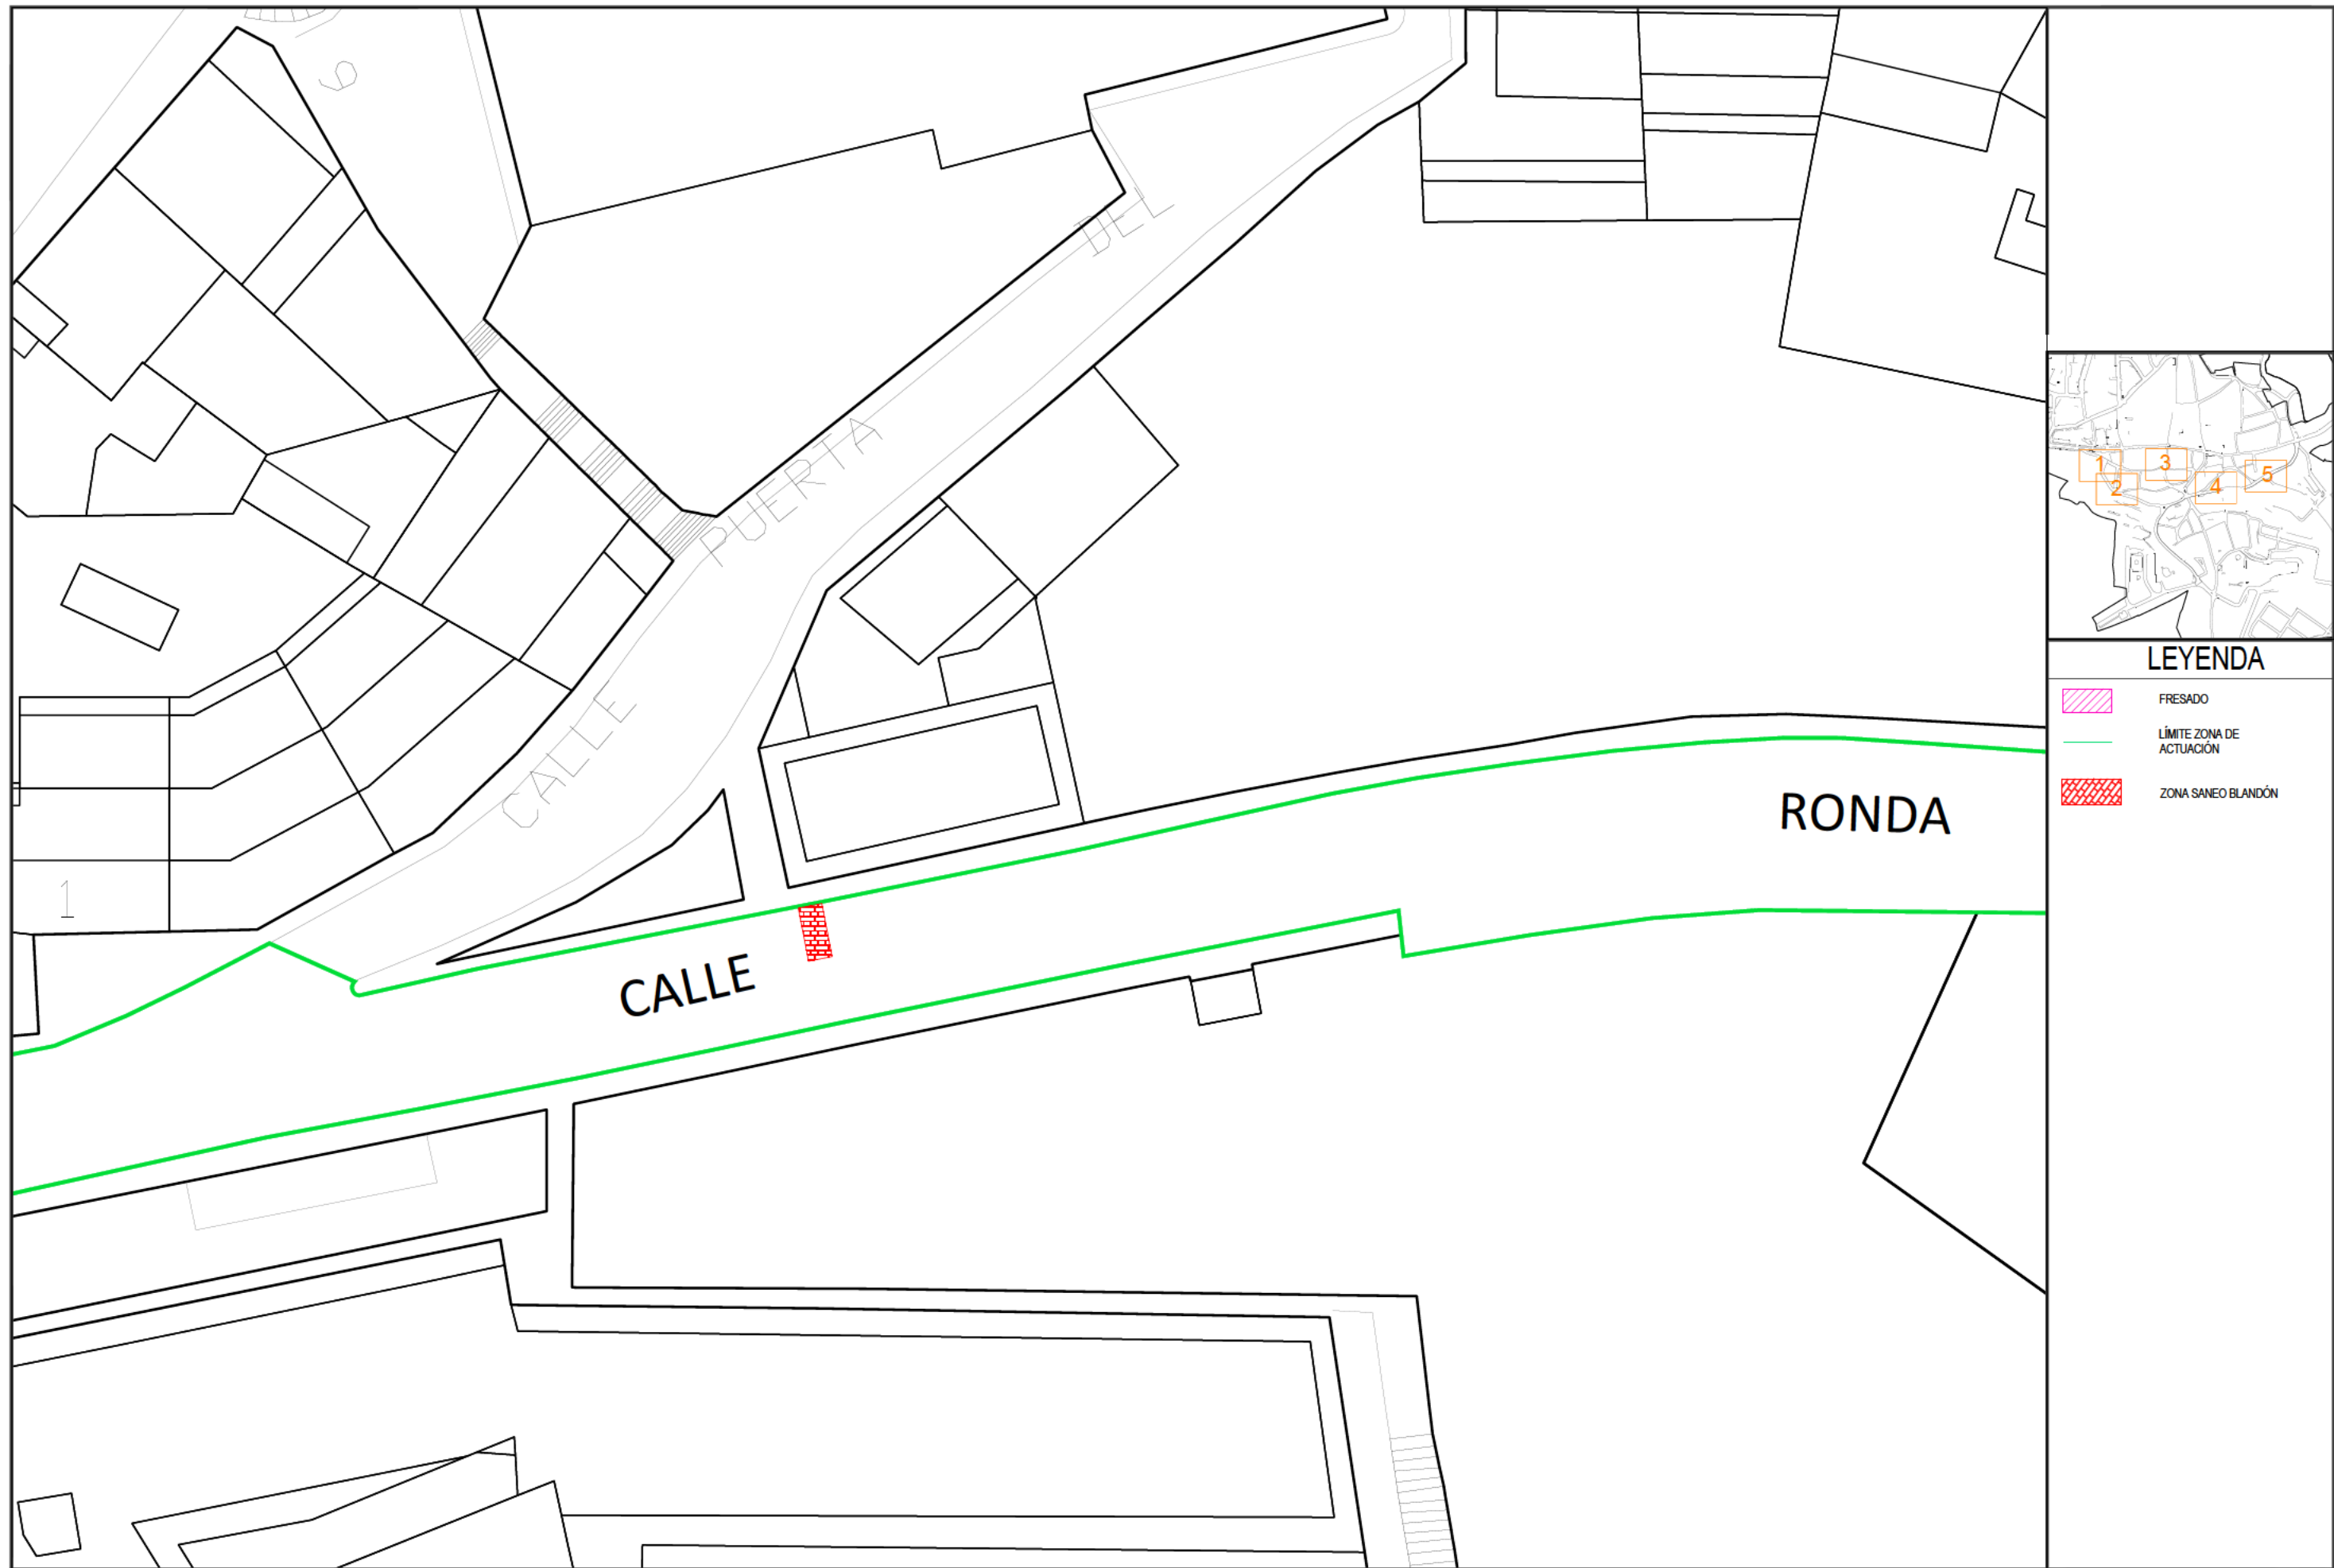 CALLE PUERTA DEL
1
CALLE RONDA
1
2
3
4
5
LEYENDA
FRESADO
LÍMITE ZONA DE
ACTUACIÓN
ZONA SANEO BLANDÓN